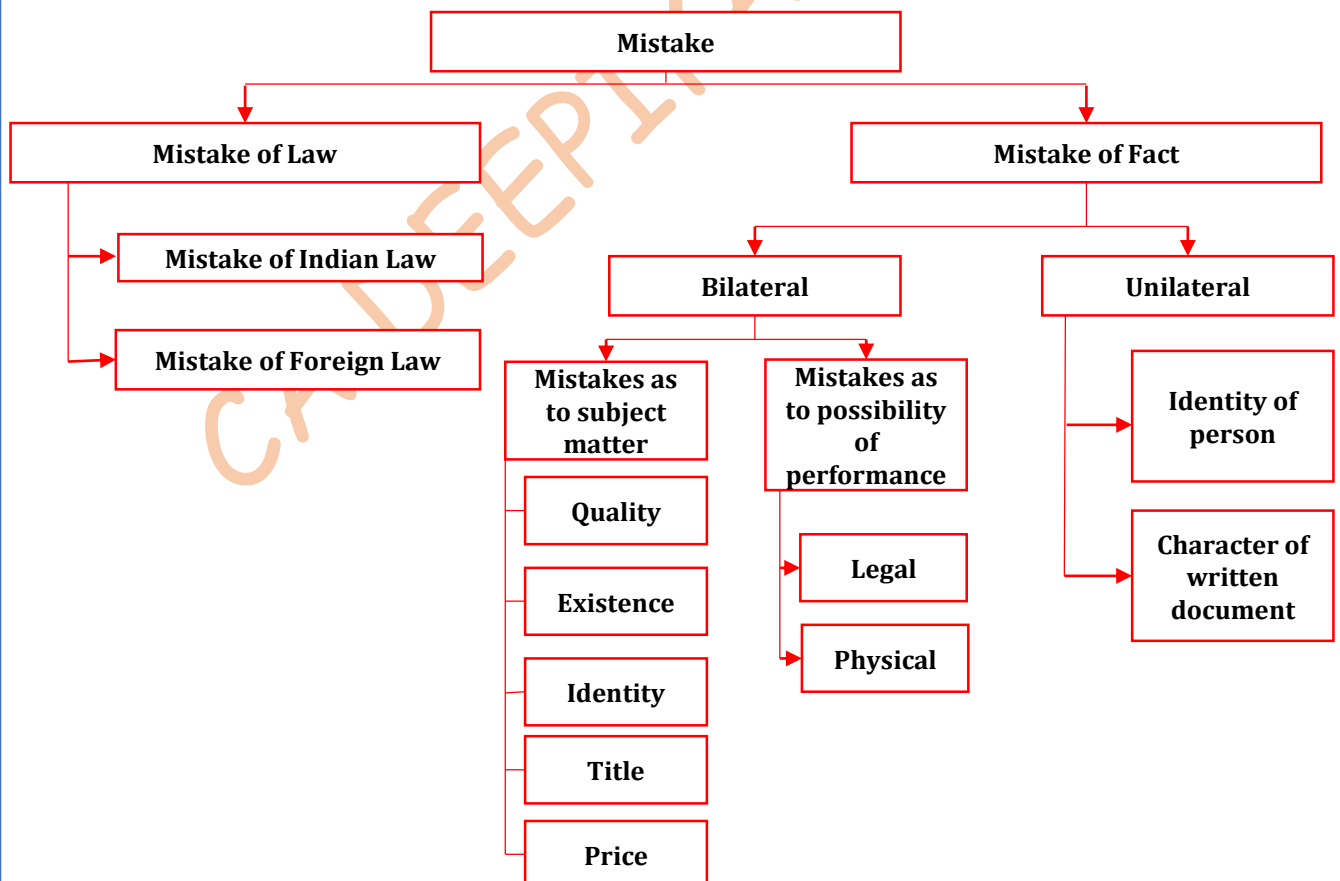 Mistake
Mistake of Law
Mistake of Fact
Mistake of Indian Law
Mistake of Foreign Law
Bilateral
Unilateral
Mistakes as
to subject
matter
Quality
Existence
Identity
Title
Price
Mistakes as
to possibility
of
performance
Legal
Physical
Identity of
person
Character of
written
document